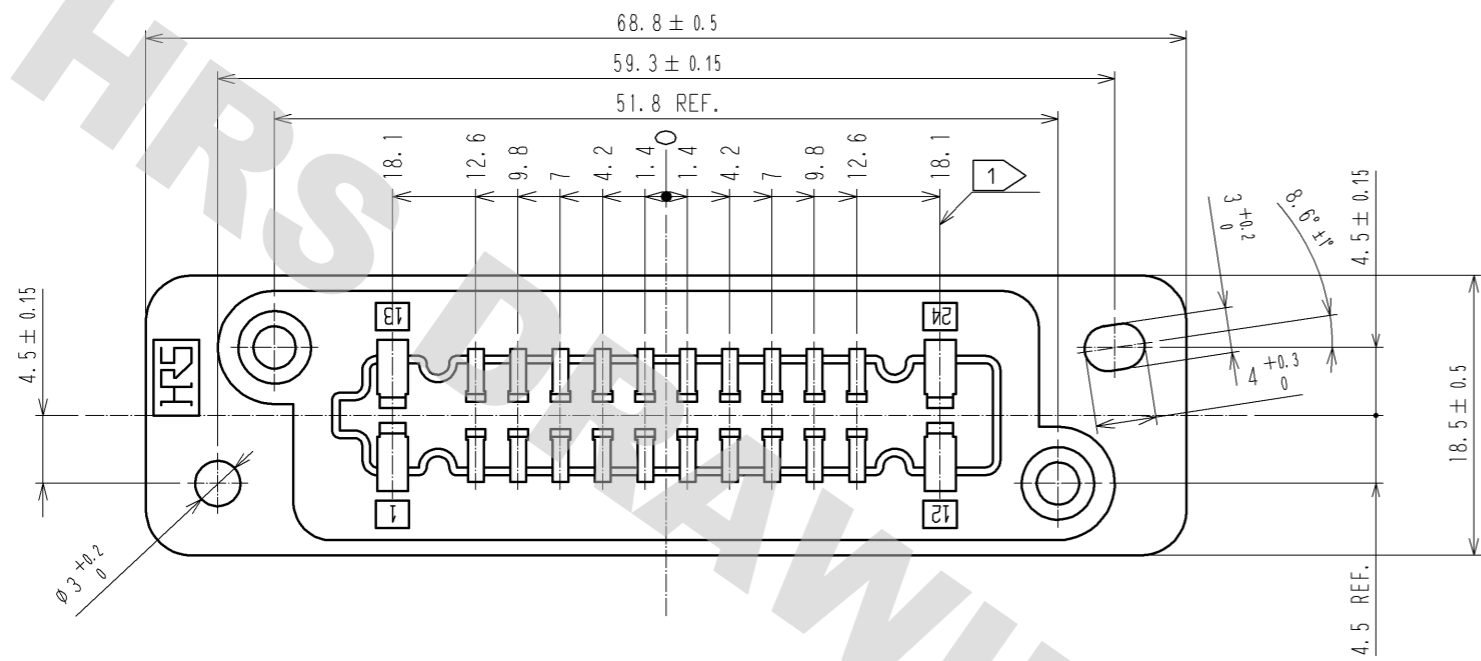 68.8 ± 0.5
59.3 ± 0.15
51.8 REF.
18.1 12.6 9.8 7 4.2 1.4 0 1.4 4.2 7 9.8 12.6 18.1
1
3 +0.2 0
8.6° ±1°
4.5 ± 0.15
4 +0.3 0
4.5 ± 0.15
18.5 ± 0.5
4.5 REF.
Ø 3 +0.2 0
HRS
13
24
1
12
HRS DRAWI